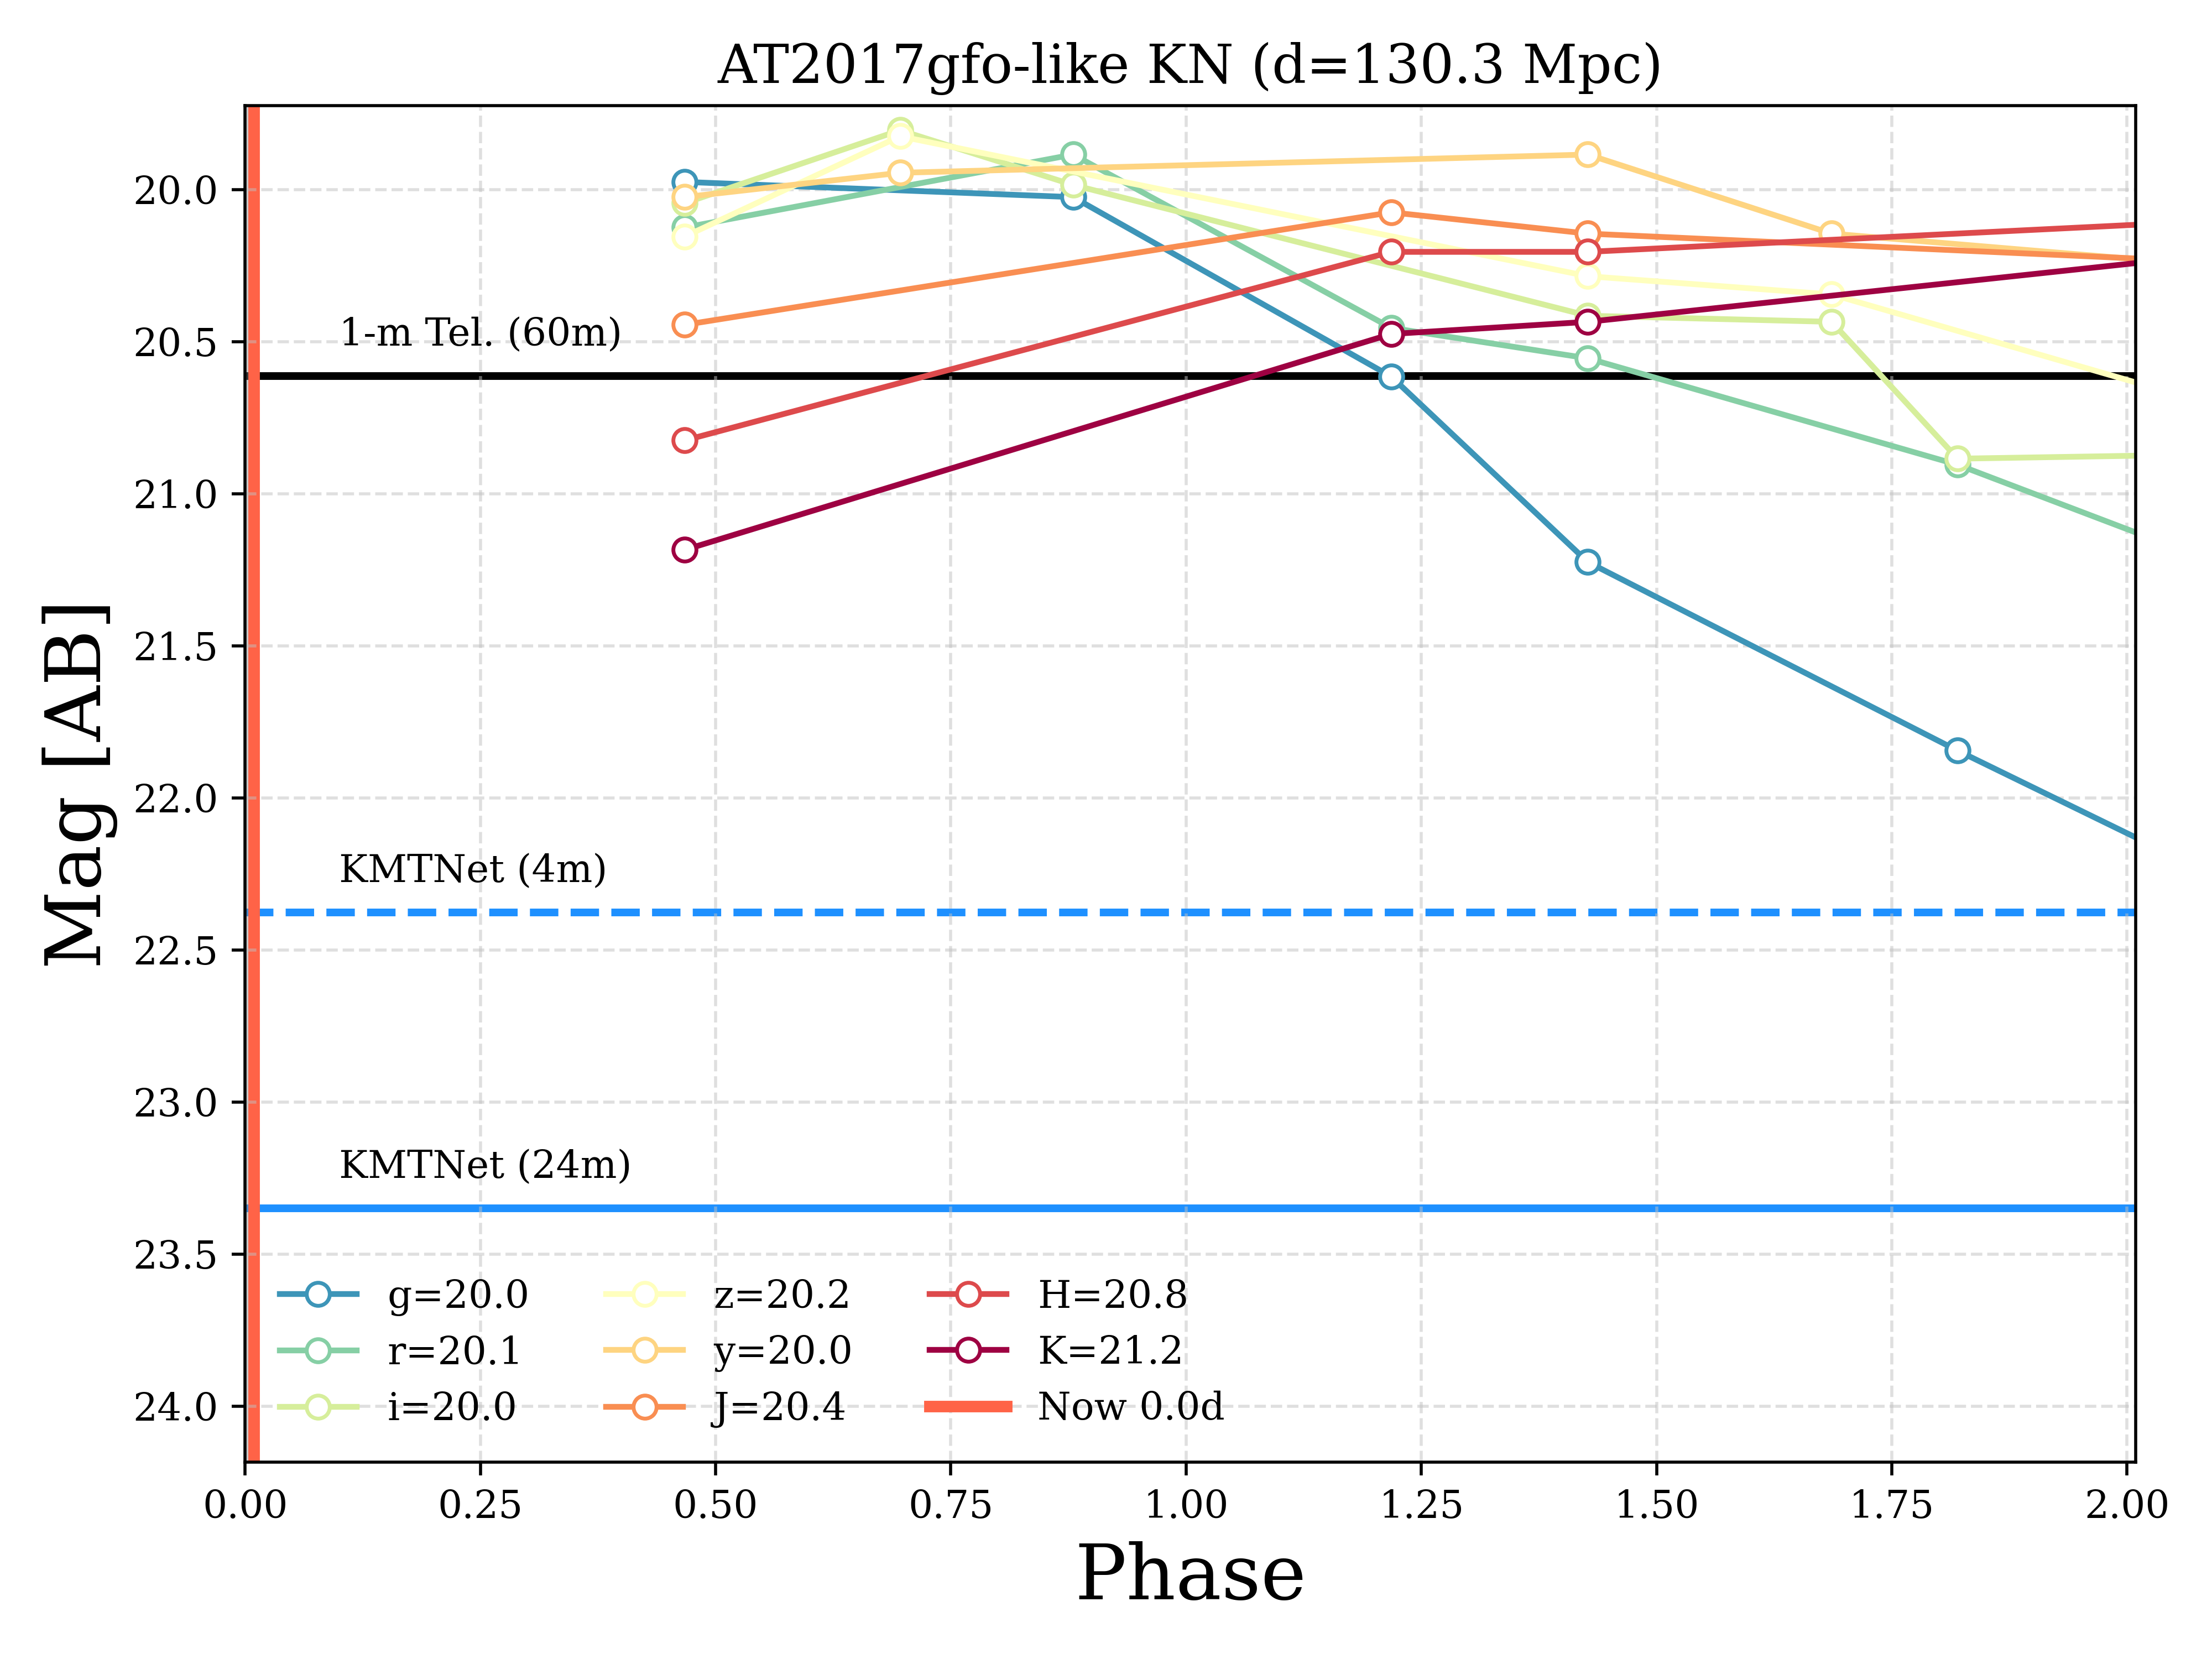 AT2017gfo-like KN (d=130.3 Mpc)
Mag [AB]
20.0
20.5
21.0
21.5
22.0
22.5
23.0
23.5
24.0
1-m Tel. (60m)
KMTNet (4m)
KMTNet (24m)
g=20.0
r=20.1
i=20.0
z=20.2
y=20.0
J=20.4
H=20.8
K=21.2
Now 0.0d
0.00 0.25 0.50 0.75 1.00 1.25 1.50 1.75 2.00
Phase